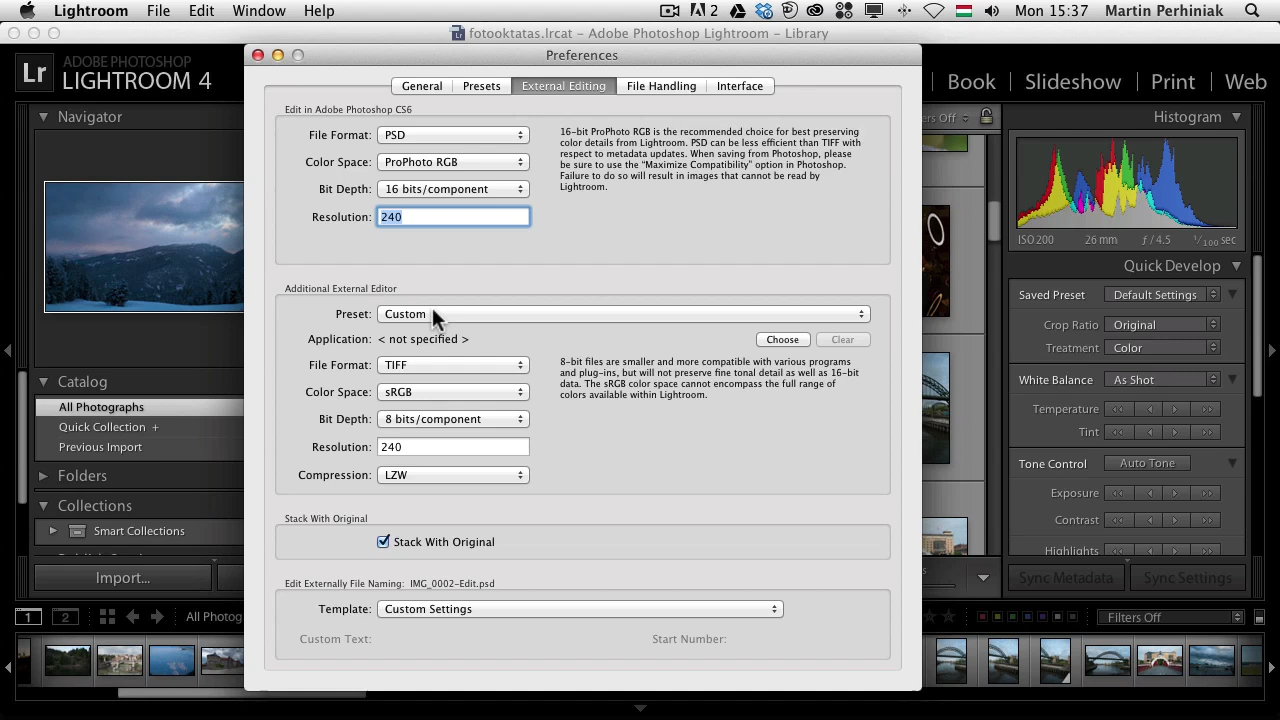 Lightroom File Edit Window Help 2 Mon 15:37 Martin Perhiniak
fotooktatas.lrcat – Adobe Photoshop Lightroom – Library
Preferences
Lr ADOBE PHOTOSHOP
LIGHTROOM 4
Book Slideshow Print Web
General Presets External Editing File Handling Interface
Navigator
Catalog
All Photographs
Quick Collection +
Previous Import
Folders
Collections
Smart Collections
Import...
Edit in Adobe Photoshop CS6
File Format: PSD
Color Space: ProPhoto RGB
Bit Depth: 16 bits/component
Resolution: 240
16-bit ProPhoto RGB is the recommended choice for best preserving
color details from Lightroom. PSD can be less efficient than TIFF with
respect to metadata updates. When saving from Photoshop, please
be sure to use the "Maximize Compatibility" option in Photoshop.
Failure to do so will result in images that cannot be read by
Lightroom.
Additional External Editor
Preset: Custom
Application: < not specified > Choose Clear
File Format: TIFF
Color Space: sRGB
Bit Depth: 8 bits/component
Resolution: 240
Compression: LZW
8-bit files are smaller and more compatible with various programs
and plug-ins, but will not preserve fine tonal detail as well as 16-bit
data. The sRGB color space cannot encompass the full range of
colors available within Lightroom.
Stack With Original
Stack With Original
Edit Externally File Naming: IMG_0002-Edit.psd
Template: Custom Settings
Custom Text: Start Number:
ers Off
Histogram
ISO 200 26 mm ƒ / 4.5 1/100 sec
Quick Develop
Saved Preset Default Settings
Crop Ratio Original
Treatment Color
White Balance As Shot
Temperature
Tint
Tone Control Auto Tone
Exposure
Contrast
Highlights
Sync Metadata Sync Settings
1 2 All Photog
Filters Off